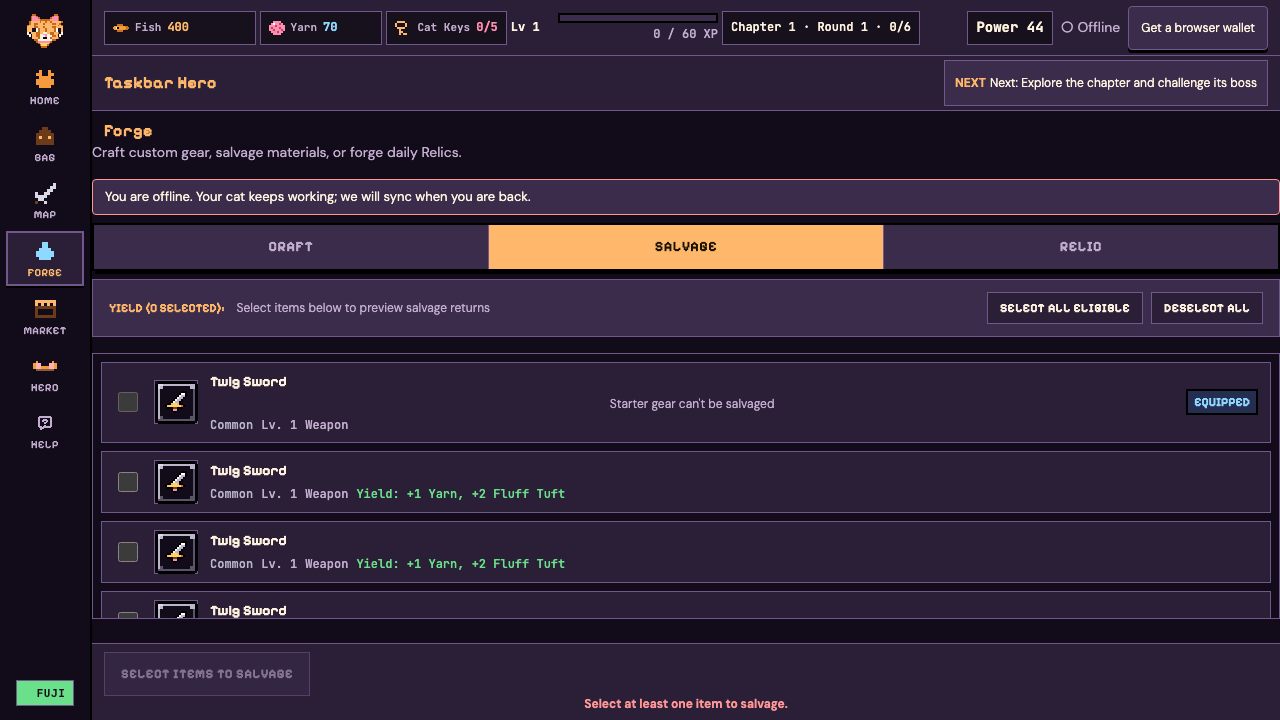 Fish 400
Yarn 70
Cat Keys 0/5
Lv 1
0 / 60 XP
Chapter 1 · Round 1 · 0/6
Power 44
Offline
Get a browser wallet
HOME
BAG
MAP
FORGE
MARKET
HERO
HELP
FUJI
Taskbar Hero
NEXT Next: Explore the chapter and challenge its boss
Forge
Craft custom gear, salvage materials, or forge daily Relics.
You are offline. Your cat keeps working; we will sync when you are back.
CRAFT
SALVAGE
RELIC
YIELD (0 SELECTED):
Select items below to preview salvage returns
SELECT ALL ELIGIBLE
DESELECT ALL
Twig Sword
Common Lv. 1 Weapon
Starter gear can't be salvaged
EQUIPPED
Twig Sword
Common Lv. 1 Weapon Yield: +1 Yarn, +2 Fluff Tuft
Twig Sword
Common Lv. 1 Weapon Yield: +1 Yarn, +2 Fluff Tuft
Twig Sword
SELECT ITEMS TO SALVAGE
Select at least one item to salvage.